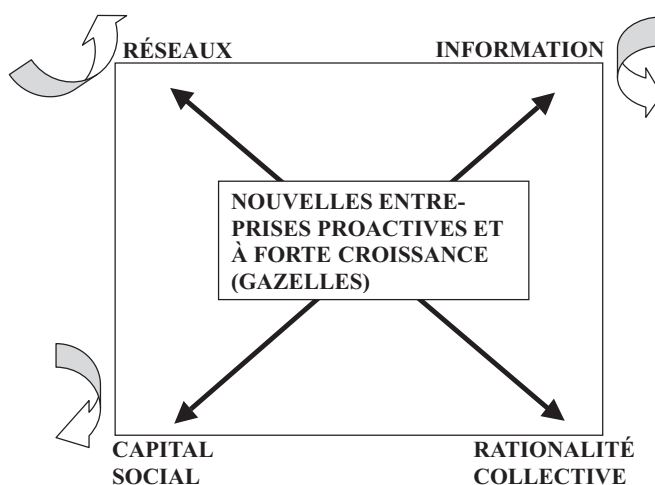 RÉSEAUX
INFORMATION
NOUVELLES ENTRE-
PRISES PROACTIVES ET
À FORTE CROISSANCE
(GAZELLES)
CAPITAL
SOCIAL
RATIONALITÉ
COLLECTIVE